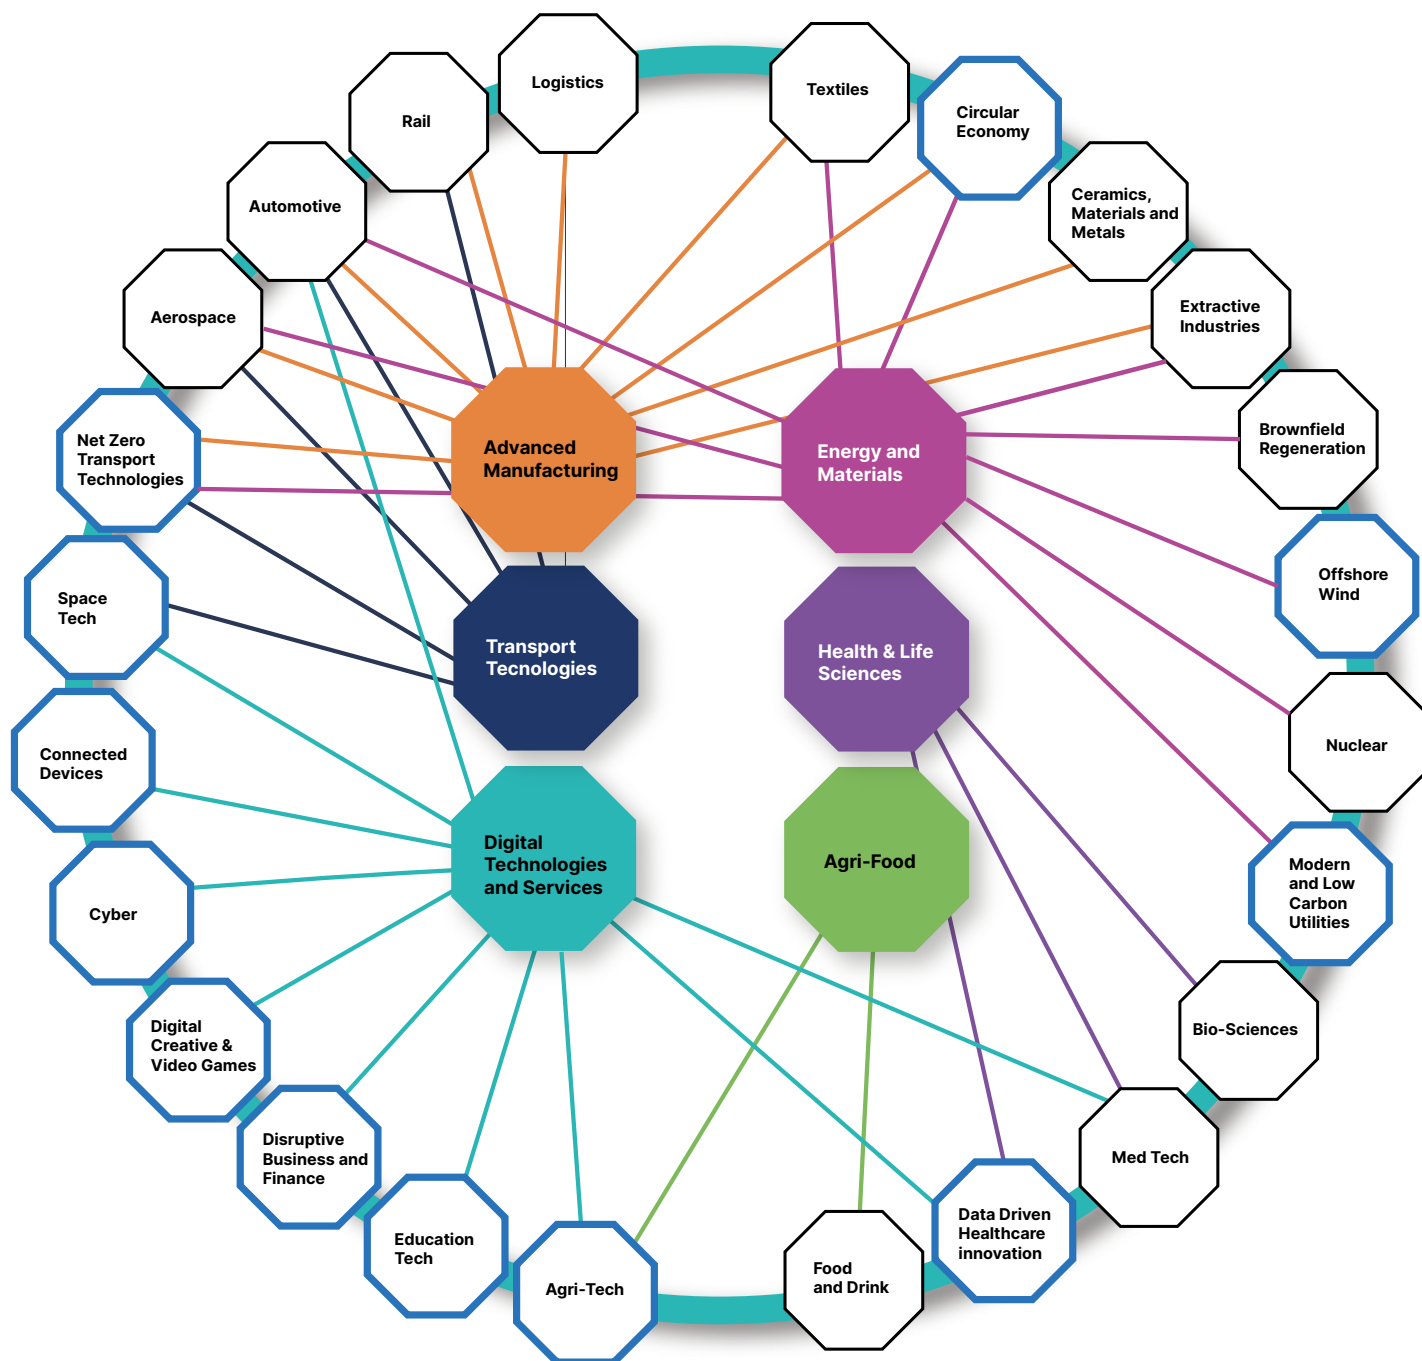 Logistics
Textiles
Rail
Circular
Economy
Automotive
Ceramics,
Materials and
Metals
Aerospace
Extractive
Industries
Net Zero
Transport
Technologies
Advanced
Manufacturing
Energy and
Materials
Brownfield
Regeneration
Space
Tech
Transport
Tecnologies
Health & Life
Sciences
Offshore
Wind
Connected
Devices
Nuclear
Digital
Technologies
and Services
Agri-Food
Modern
and Low
Carbon
Utilities
Cyber
Digital
Creative &
Video Games
Bio-Sciences
Disruptive
Business and
Finance
Med Tech
Education
Tech
Agri-Tech
Food
and Drink
Data Driven
Healthcare
innovation